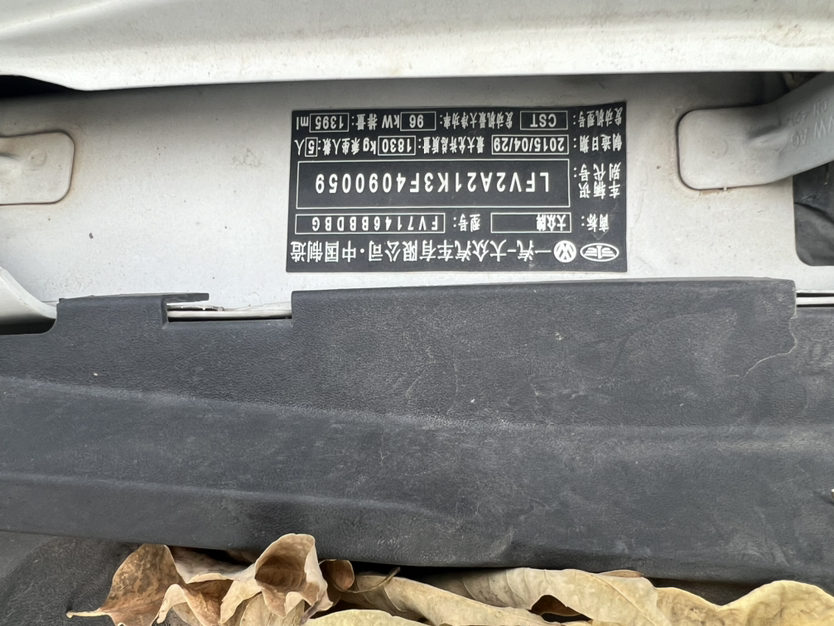 一汽-大众汽车有限公司·中国制造
商标: 大众牌 型号: FV7146BBDBG
车辆识别代号: LFV2A21K3F4090059
制造日期: 2015/04/29 最大允许总质量: 1830 kg 乘坐人数: 5 人
发动机型号: CST 发动机最大净功率: 96 kW 排量: 1395 ml